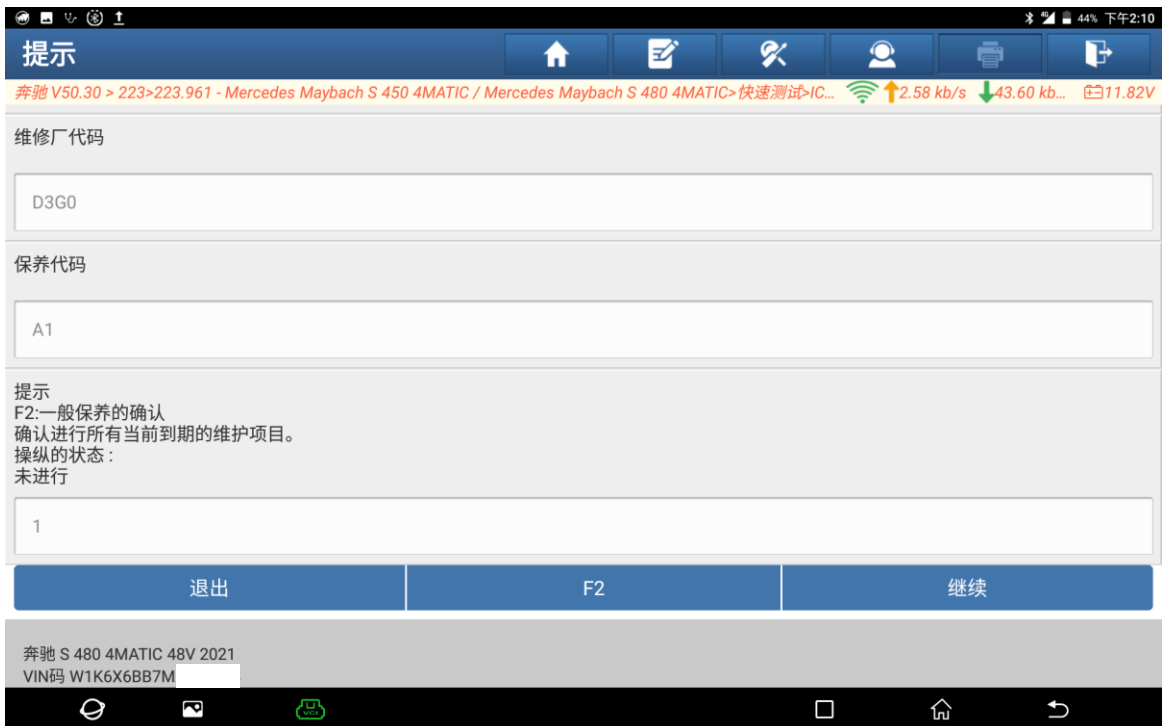 44% 下午2:10
提示
奔驰 V50.30 > 223>223.961 - Mercedes Maybach S 450 4MATIC / Mercedes Maybach S 480 4MATIC>快速测试>IC... 2.58 kb/s 43.60 kb... 11.82V
维修厂代码
D3G0
保养代码
A1
提示
F2:一般保养的确认
确认进行所有当前到期的维护项目。
操纵的状态 :
未进行
1
退出 F2 继续
奔驰 S 480 4MATIC 48V 2021
VIN码 W1K6X6BB7M
VCI